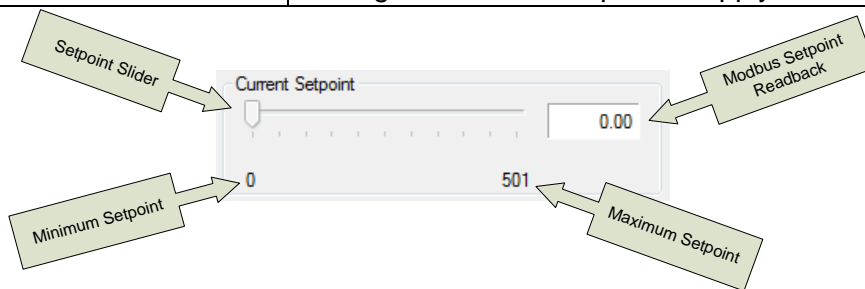 Setpoint Slider
Current Setpoint
Modbus Setpoint
Readback
0.00
0
501
Minimum Setpoint
Maximum Setpoint